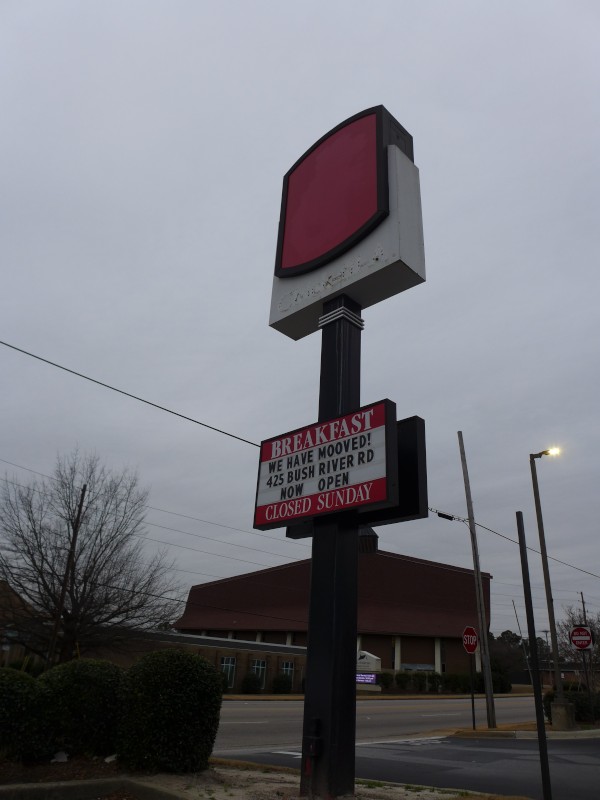 BREAKFAST
WE HAVE MOOVED!
425 BUSH RIVER RD
NOW OPEN
CLOSED SUNDAY
STOP